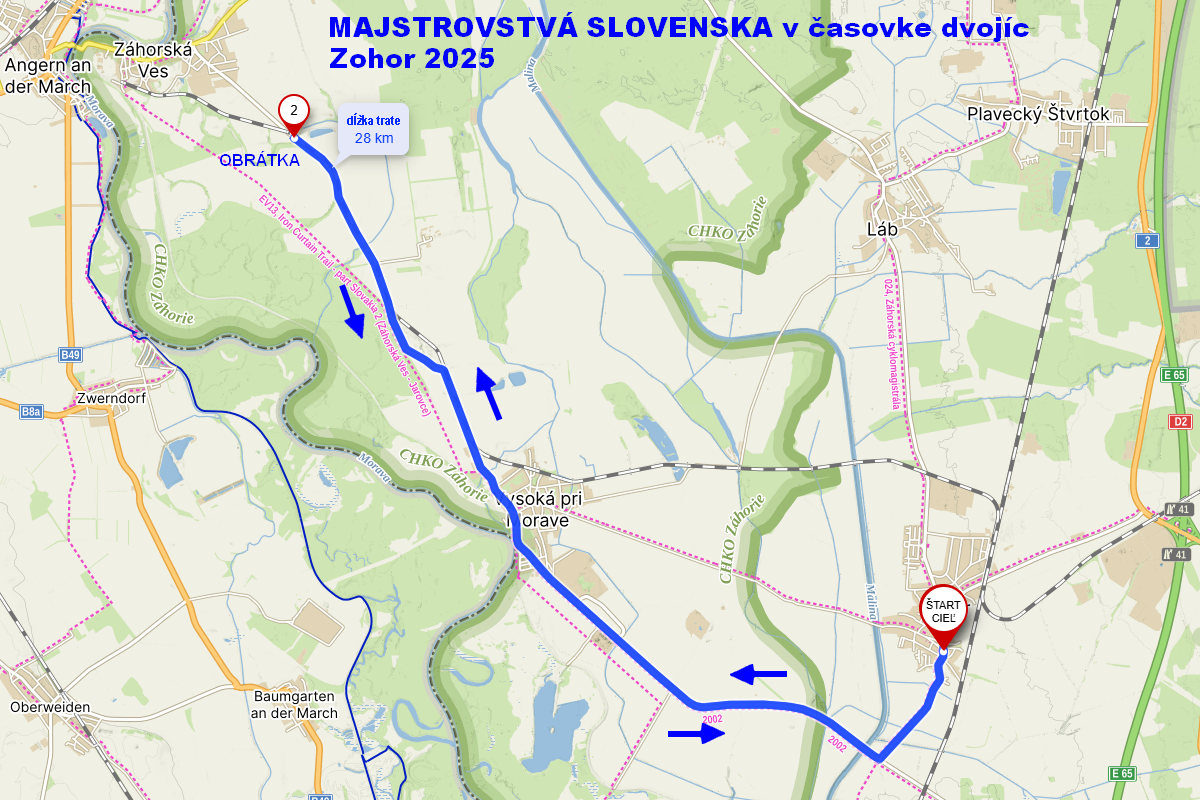 MAJSTROVSTVÁ SLOVENSKA v časovke dvojíc
Zohor 2025
Záhorská
Ves
Angern an
der March
Morava
2
dĺžka trate
28 km
OBRÁTKA
Malina
Plavecký Štvrtok
CHKO Záhorie
Láb
2
EV13, Iron Curtain Trail - part Slovakia 2 (Záhorská Ves - Jarovce)
CHKO Záhorie
024, Záhorská cyklomagistrála
B49
E 65
Zwerndorf
B8a
D2
CHKO Záhorie
Morava
Vysoká pri
Morave
41
CHKO Záhorie
41
Malina
ŠTART
CIEĽ
Oberweiden
Baumgarten
an der March
2002
2002
E 65
B49